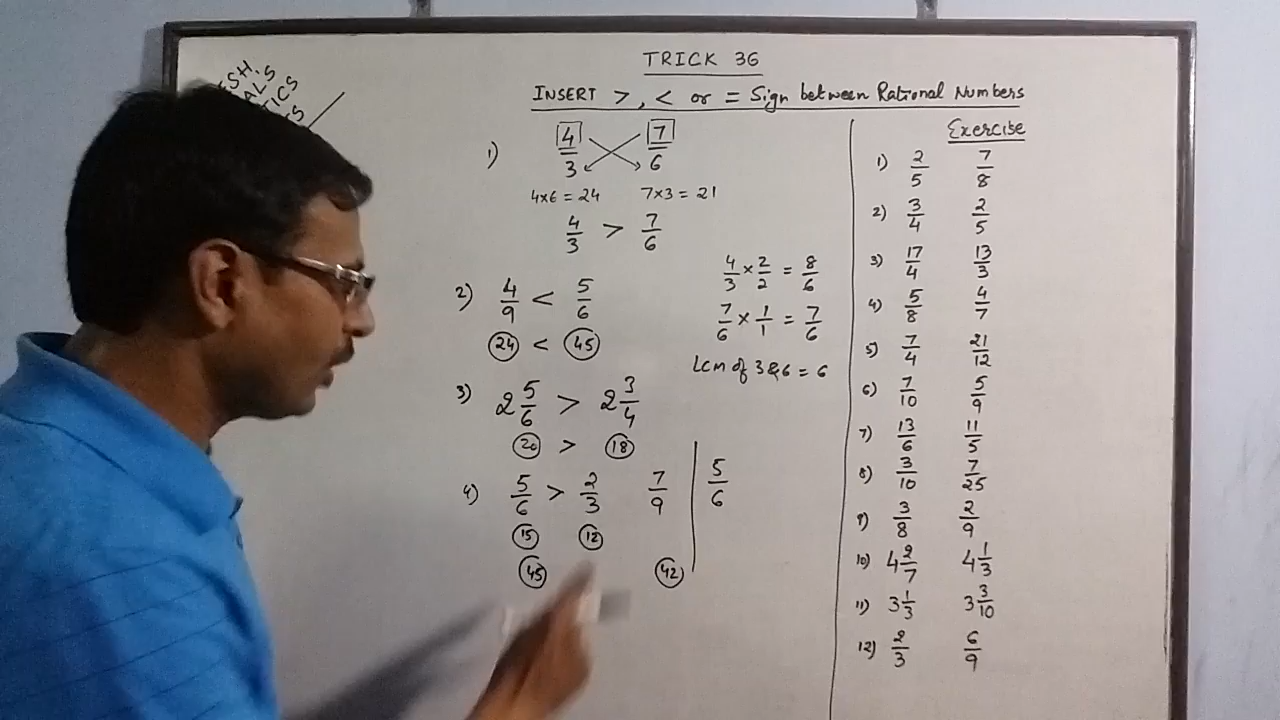 ESH.
ALS
TICS
S
TRICK 36
INSERT >, < or = Sign between Rational Numbers
1) 4/3 7/6
4x6 = 24 7x3 = 21
4/3 > 7/6
4/3 x 2/2 = 8/6
7/6 x 1/1 = 7/6
Lcm of 3 & 6 = 6
2) 4/9 < 5/6
24 < 45
3) 2 5/6 > 2 3/4
20 > 18
4) 5/6 > 2/3 7/9 | 5/6
15 12
45 42
Exercise
1) 2/5 7/8
2) 3/4 2/5
3) 17/4 13/3
4) 5/8 4/7
5) 7/4 21/12
6) 7/10 5/9
7) 13/6 11/5
8) 3/10 7/25
9) 3/8 2/9
10) 4 2/7 4 1/3
11) 3 1/3 3 3/10
12) 2/3 6/9